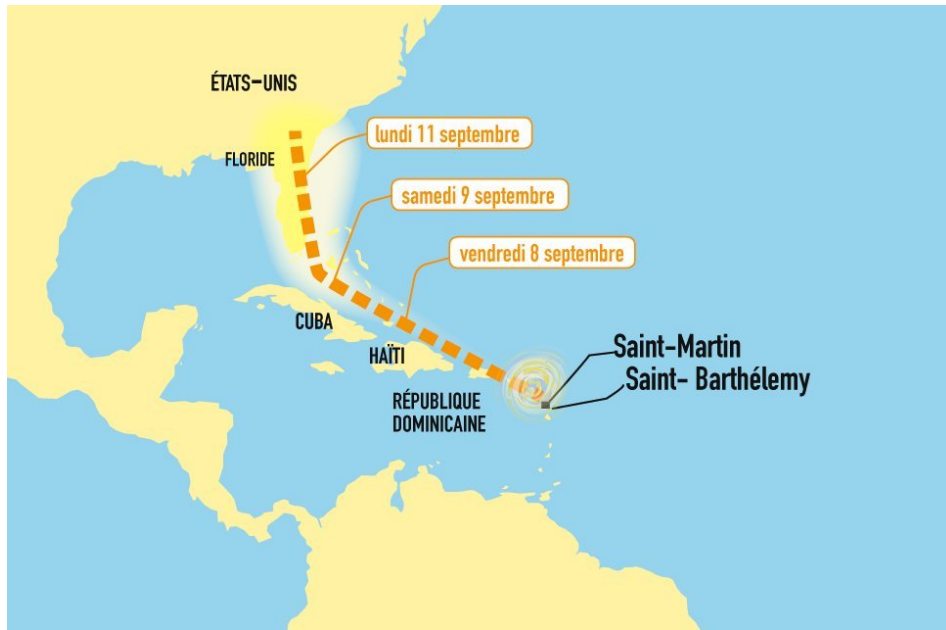 ÉTATS-UNIS
lundi 11 septembre
FLORIDE
samedi 9 septembre
vendredi 8 septembre
CUBA
HAÏTI
Saint-Martin
Saint- Barthélemy
RÉPUBLIQUE
DOMINICAINE